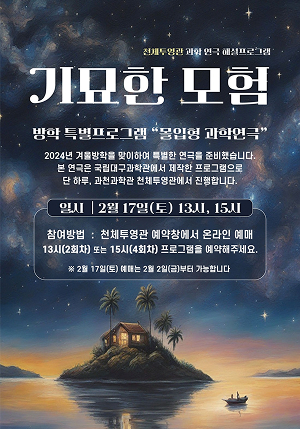 천체투영관 과학 연극 해설프로그램
기묘한 모험
방학 특별프로그램 “몰입형 과학연극”
2024년 겨울방학을 맞이하여 특별한 연극을 준비했습니다.
본 연극은 국립대구과학관에서 제작한 프로그램으로
단 하루, 과천과학관 천체투영관에서 진행합니다.
일시 | 2월 17일(토) 13시, 15시
참여방법 : 천체투영관 예약창에서 온라인 예매
13시(2회차) 또는 15시(4회차) 프로그램을 예약해주세요.
※ 2월 17일(토) 예매는 2월 2일(금)부터 가능합니다